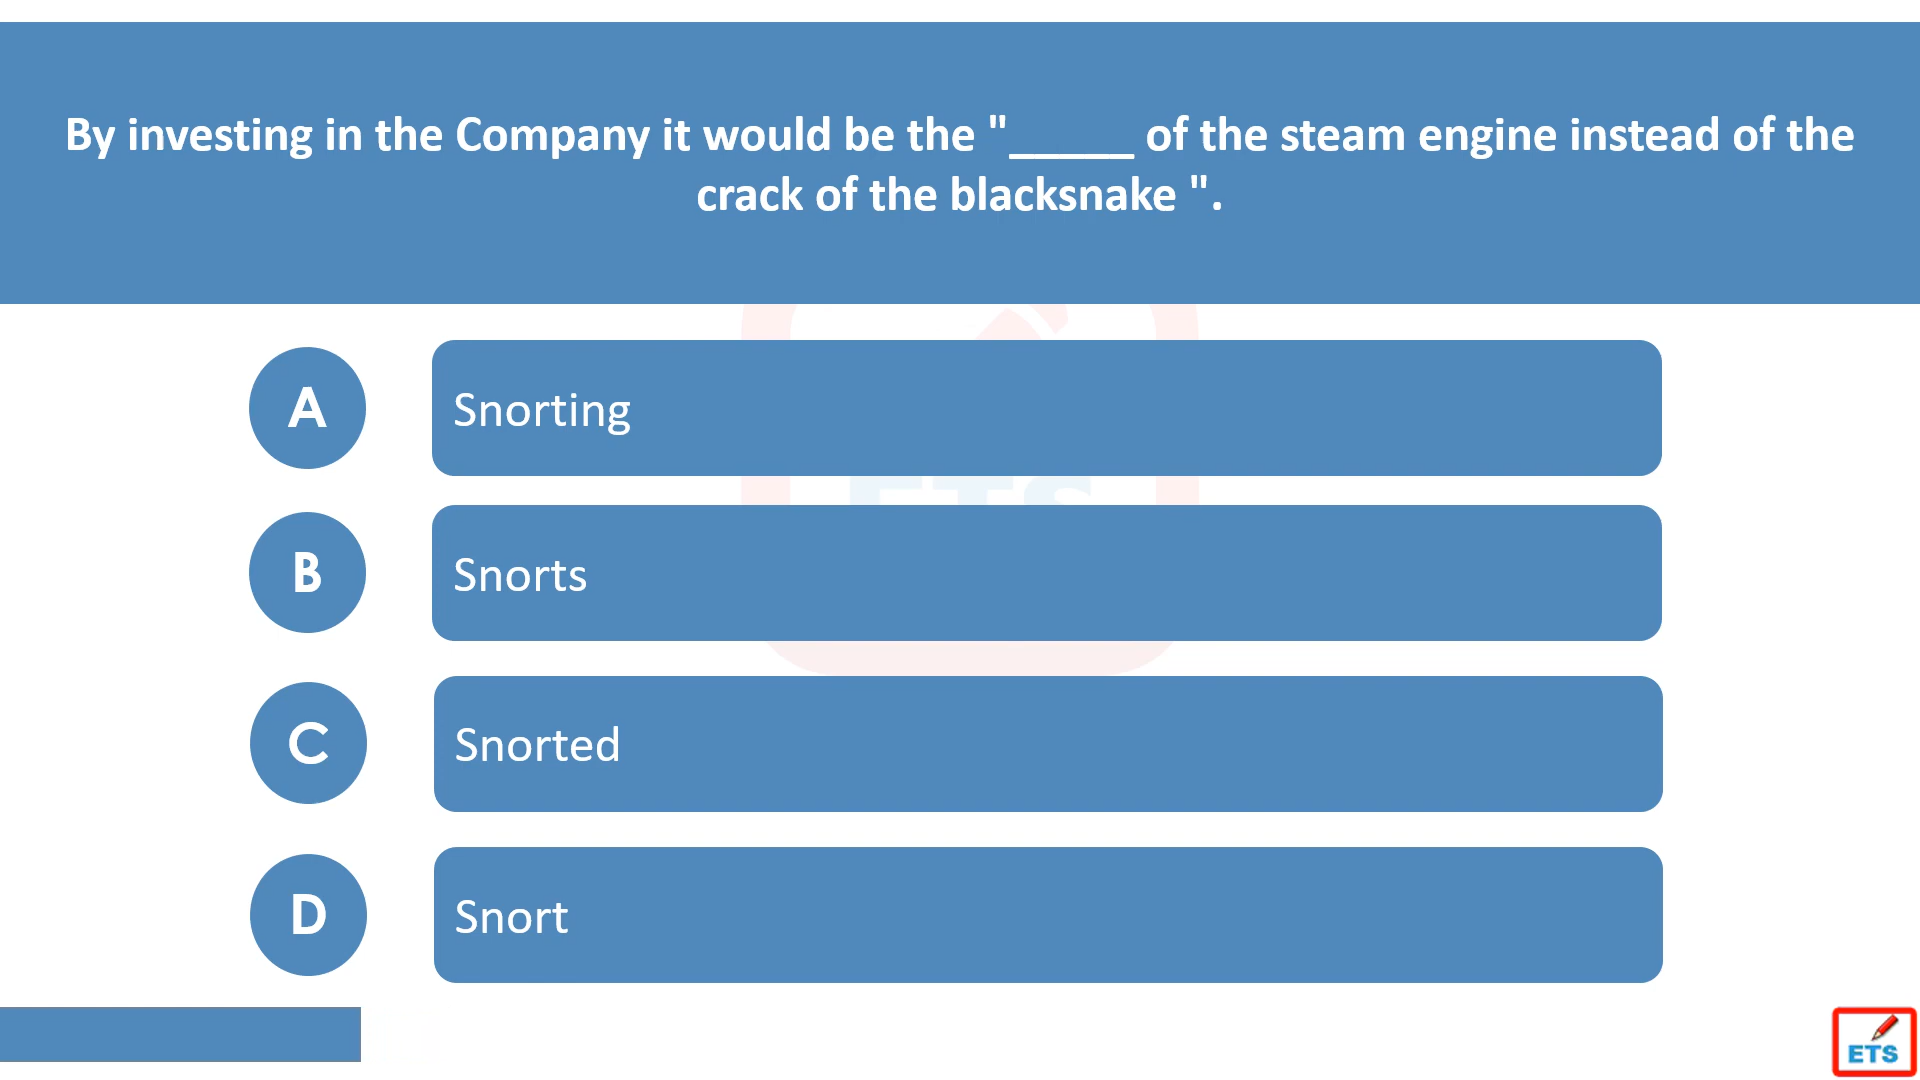 By investing in the Company it would be the "_____ of the steam engine instead of the
crack of the blacksnake ".
A
Snorting
B
Snorts
C
Snorted
D
Snort
ETS
ETS